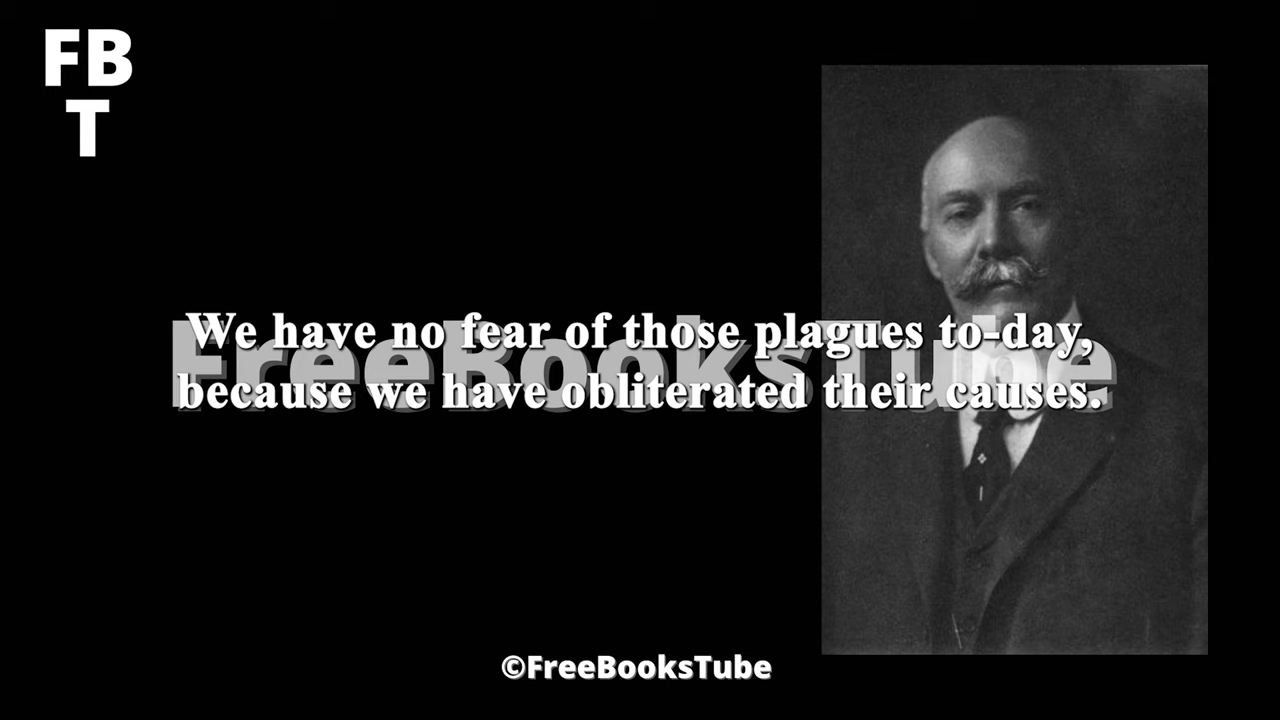 FB
T
We have no fear of those plagues to-day,
because we have obliterated their causes.
FreeBooksTube
©FreeBooksTube